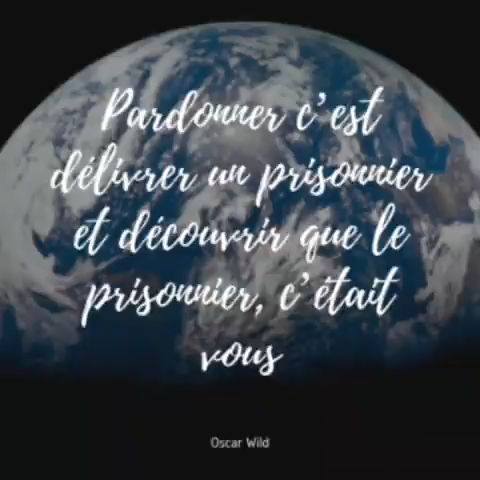 Pardonner c'est
délivrer un prisonnier
et découvrir que le
prisonnier, c'était
vous
Oscar Wild